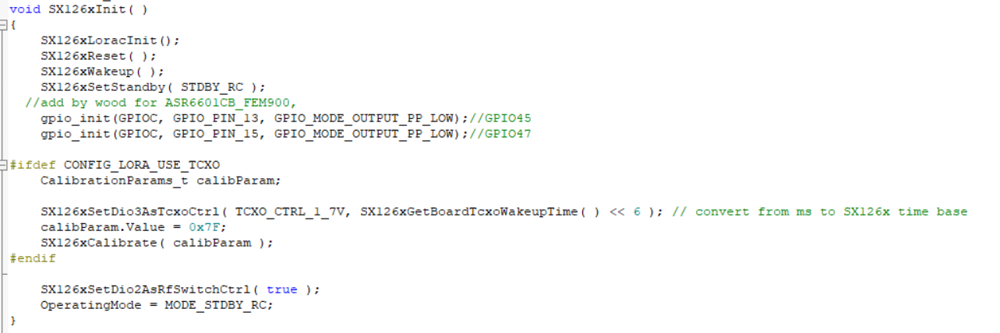 void SX126xInit( )
{
    SX126xLoracInit();
    SX126xReset( );
    SX126xWakeup( );
    SX126xSetStandby( STDBY_RC );
  //add by wood for ASR6601CB_FEM900,
    gpio_init(GPIOC, GPIO_PIN_13, GPIO_MODE_OUTPUT_PP_LOW);//GPIO45
    gpio_init(GPIOC, GPIO_PIN_15, GPIO_MODE_OUTPUT_PP_LOW);//GPIO47
#ifdef CONFIG_LORA_USE_TCXO
    CalibrationParams_t calibParam;
    SX126xSetDio3AsTcxoCtrl( TCXO_CTRL_1_7V, SX126xGetBoardTcxoWakeupTime( ) << 6 ); // convert from ms to SX126x time base
    calibParam.Value = 0x7F;
    SX126xCalibrate( calibParam );
#endif
    SX126xSetDio2AsRfSwitchCtrl( true );
    OperatingMode = MODE_STDBY_RC;
}